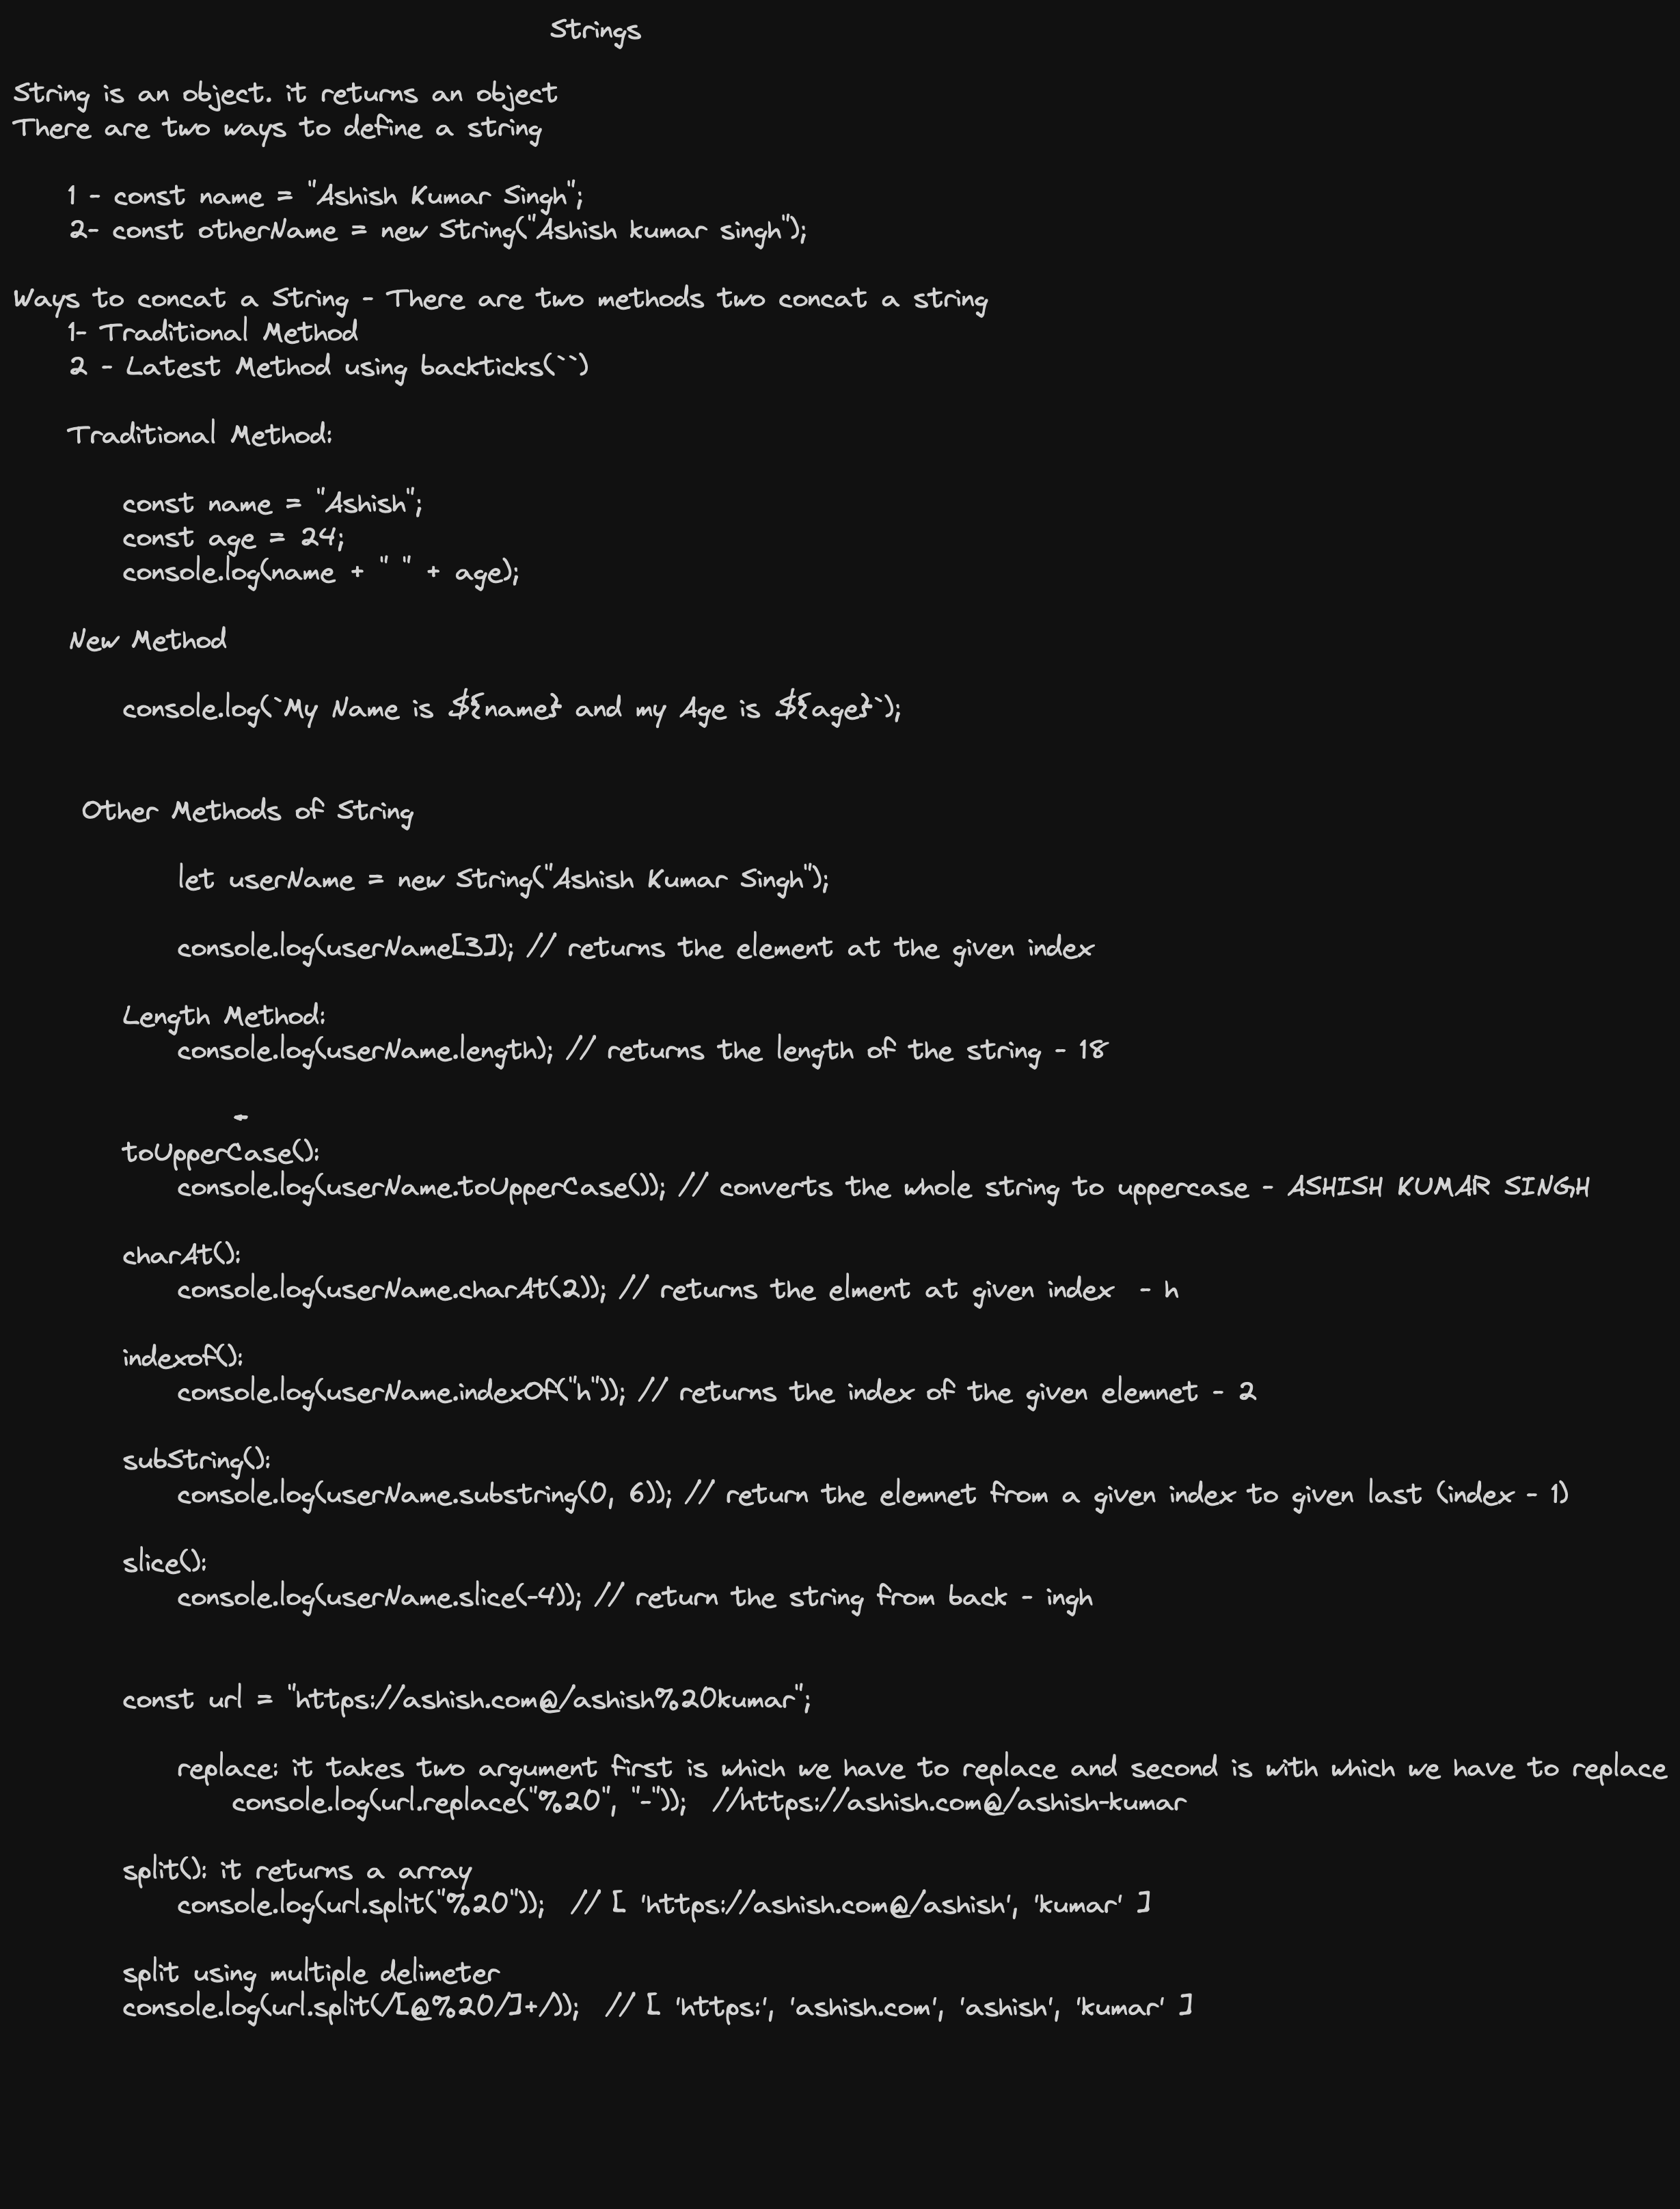 Strings
String is an object. it returns an object
There are two ways to define a string
1 - const name = "Ashish Kumar Singh";
2- const otherName = new String("Ashish kumar singh");
Ways to concat a String - There are two methods two concat a string
1- Traditional Method
2 - Latest Method using backticks(``)
Traditional Method:
const name = "Ashish";
const age = 24;
console.log(name + " " + age);
New Method
console.log(`My Name is ${name} and my Age is ${age}`);
Other Methods of String
let userName = new String("Ashish Kumar Singh");
console.log(userName[3]); // returns the element at the given index
Length Method:
console.log(userName.length); // returns the length of the string - 18
-
toUpperCase():
console.log(userName.toUpperCase()); // converts the whole string to uppercase - ASHISH KUMAR SINGH
charAt():
console.log(userName.charAt(2)); // returns the elment at given index  - h
indexof():
console.log(userName.indexOf("h")); // returns the index of the given elemnet - 2
subString():
console.log(userName.substring(0, 6)); // return the elemnet from a given index to given last (index - 1)
slice():
console.log(userName.slice(-4)); // return the string from back - ingh
const url = "https://ashish.com@/ashish%20kumar";
replace: it takes two argument first is which we have to replace and second is with which we have to replace
console.log(url.replace("%20", "-"));  //https://ashish.com@/ashish-kumar
split(): it returns a array
console.log(url.split("%20"));  // [ 'https://ashish.com@/ashish', 'kumar' ]
split using multiple delimeter
console.log(url.split(/[@%20/]+/));  // [ 'https:', 'ashish.com', 'ashish', 'kumar' ]